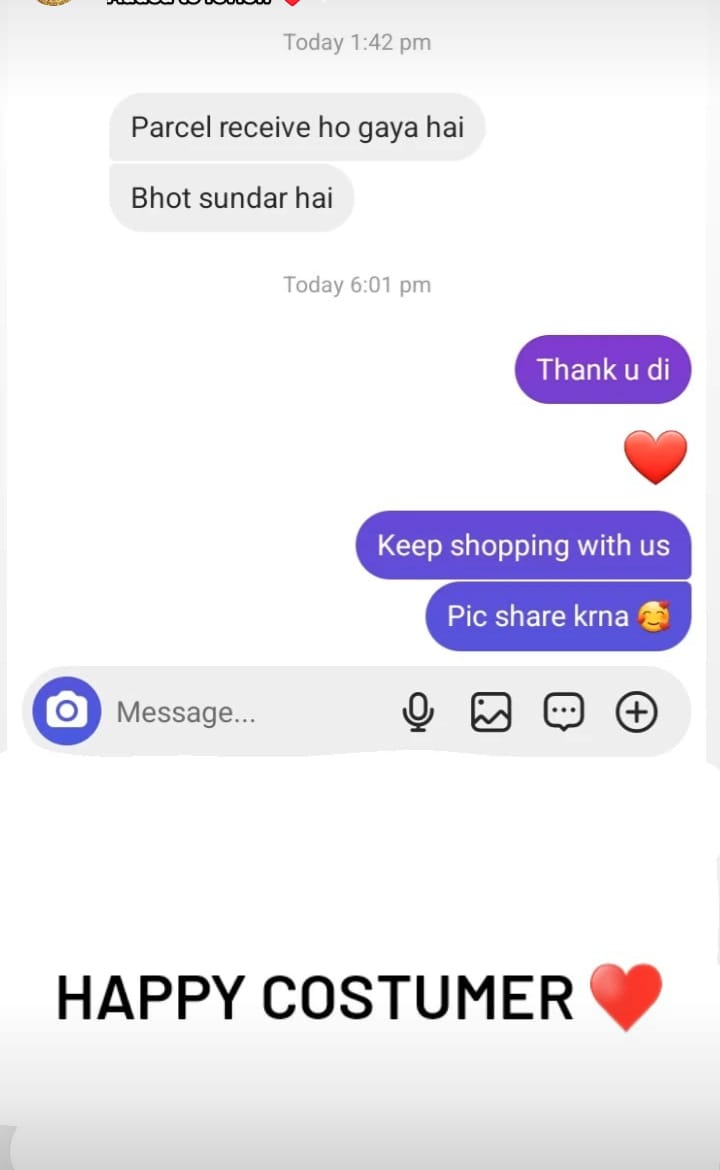 Today 1:42 pm
Parcel receive ho gaya hai
Bhot sundar hai
Today 6:01 pm
Thank u di
❤️
Keep shopping with us
Pic share krna 🥰
Message...
HAPPY COSTUMER ❤️